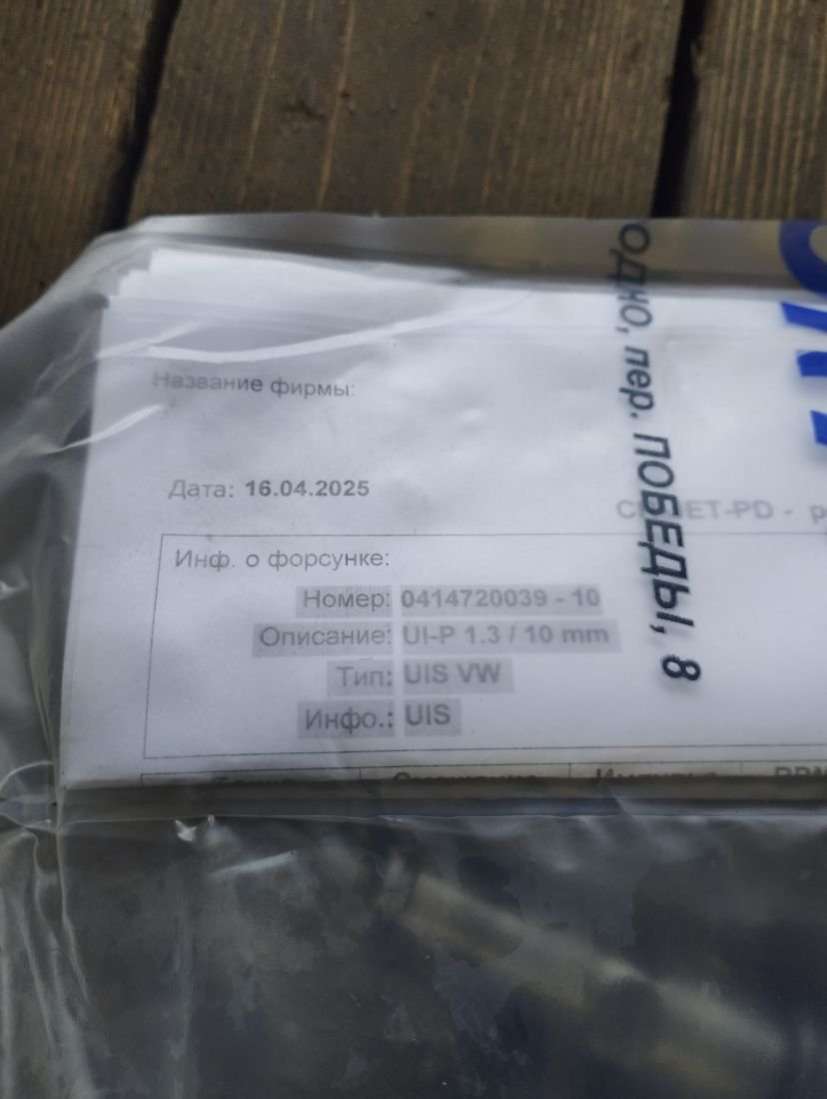 Название фирмы:
Дата: 16.04.2025
Инф. о форсунке:
Номер: 0414720039 - 10
Описание: UI-P 1.3 / 10 mm
Тип: UIS VW
Инфо.: UIS
пер. ПОБЕДЫ, 8